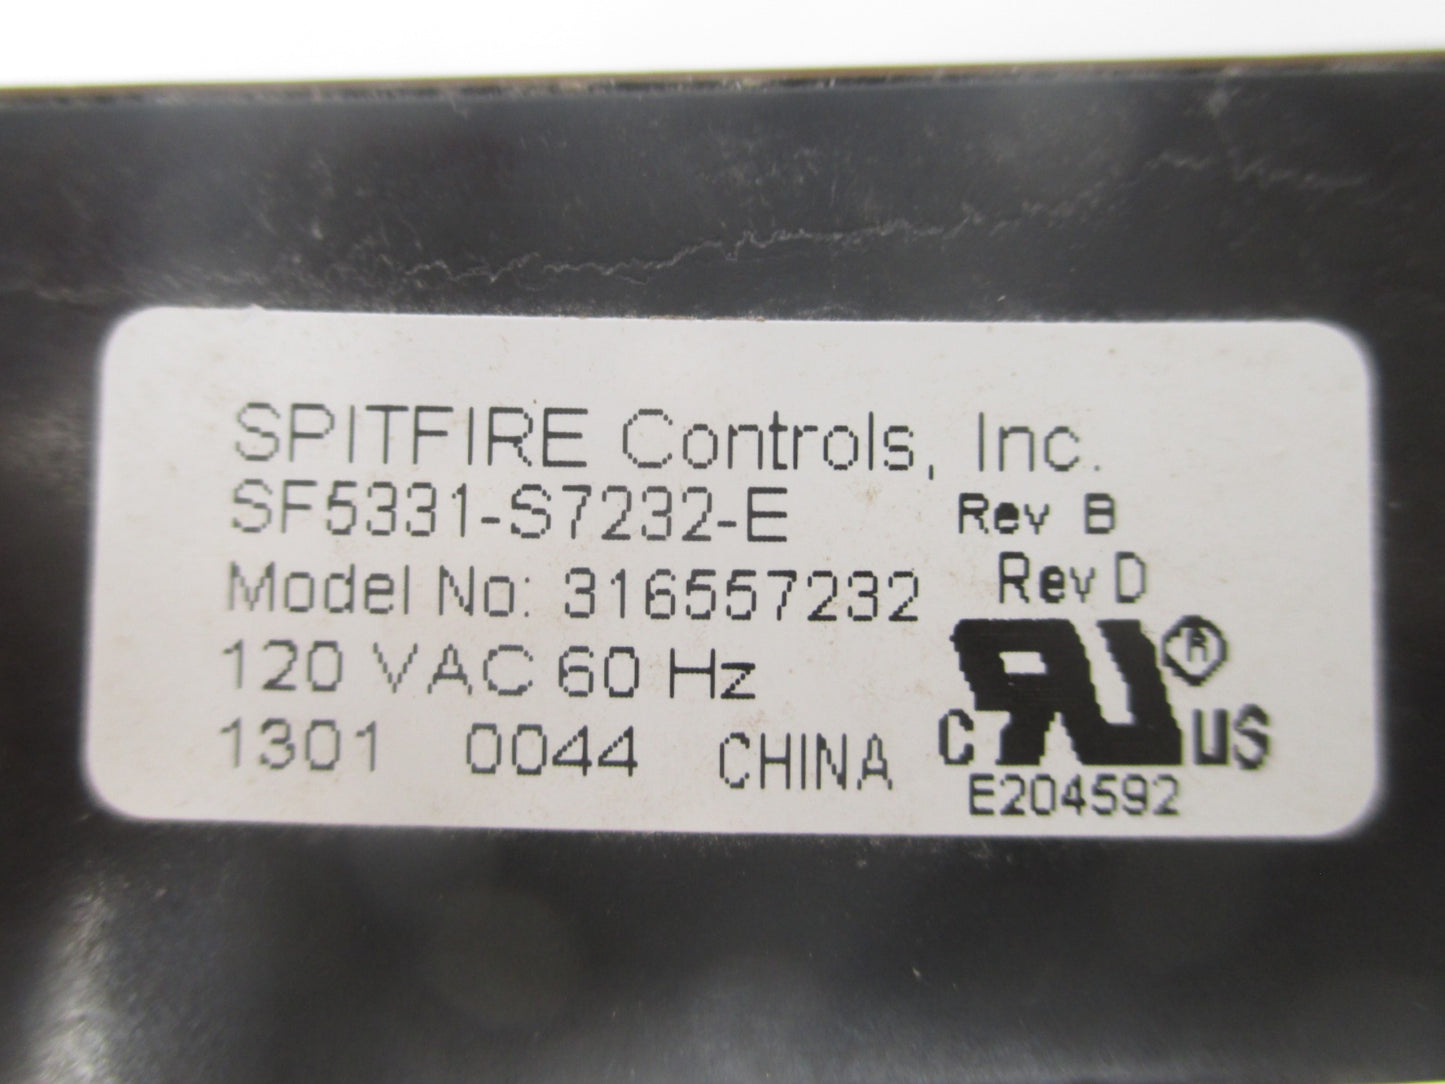 SPITFIRE Controls, Inc.
SF5331-S7232-E Rev B
Model No: 316557232 Rev D
120 VAC 60 Hz
1301 0044 CHINA
C RU ® US
E204592